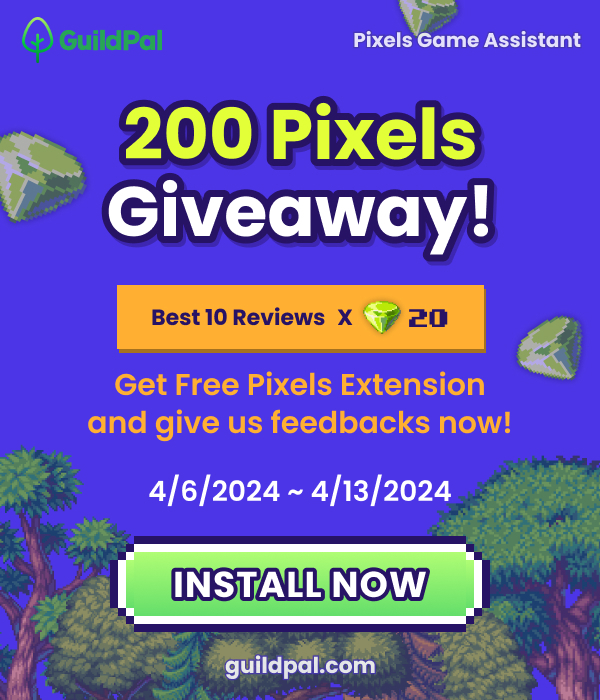 GuildPal
Pixels Game Assistant
200 Pixels
Giveaway!
Best 10 Reviews X 20
Get Free Pixels Extension
and give us feedbacks now!
4/6/2024 ~ 4/13/2024
INSTALL NOW
guildpal.com